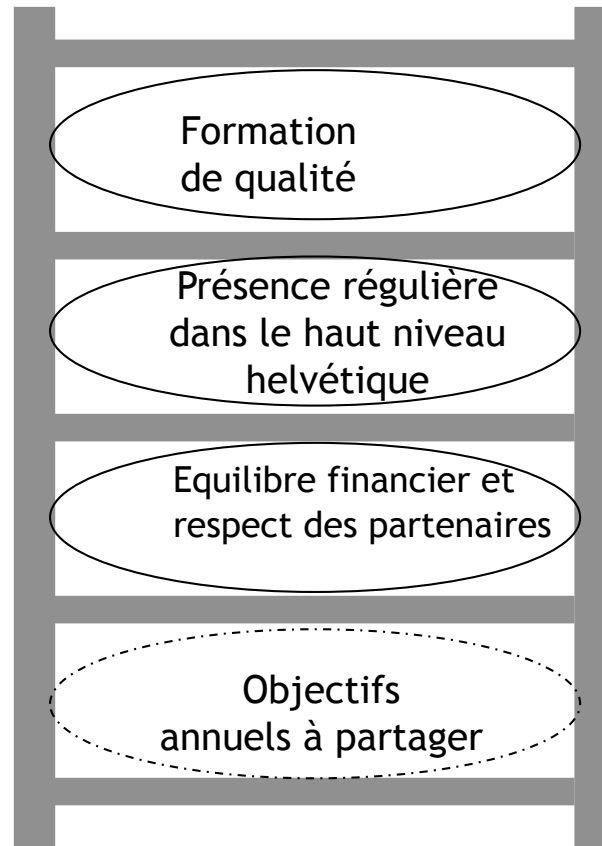 Formation
de qualité
Présence régulière
dans le haut niveau
helvétique
Equilibre financier et
respect des partenaires
Objectifs
annuels à partager